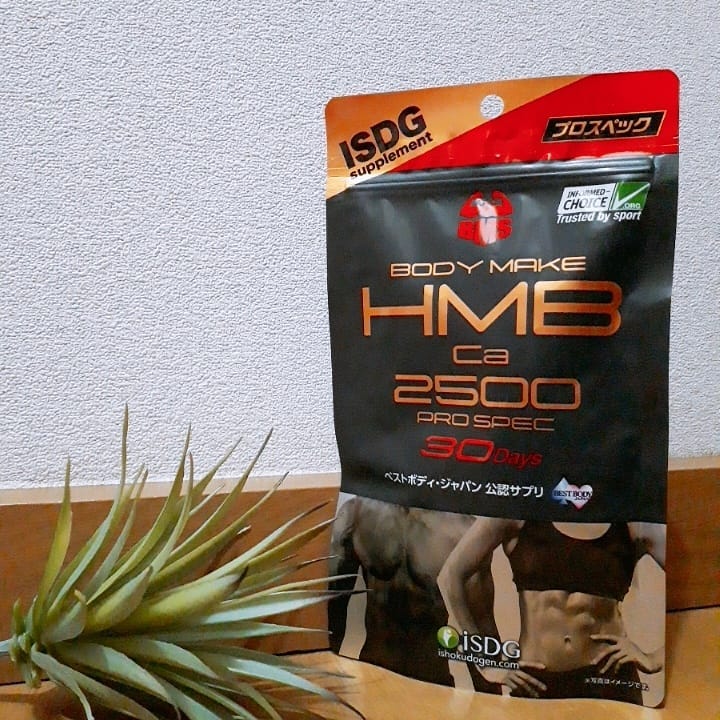 ISDG
supplement
プロスペック
INFORMED-
CHOICE
.ORG
Trusted by sport
BODY MAKE
HMB
Ca
2500
PRO SPEC
30Days
ベストボディ・ジャパン 公認サプリ
BEST BODY
iSDG
ishokudogen.com
※写真はイメージです。